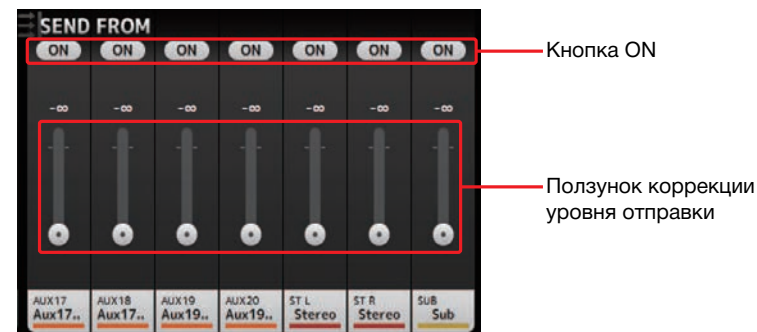 SEND FROM
ON ON ON ON ON ON ON
Кнопка ON
-∞ -∞ -∞ -∞ -∞ -∞ -∞
Ползунок коррекции
уровня отправки
AUX17 AUX18 AUX19 AUX20 ST L ST R SUB
Aux17.. Aux17.. Aux19.. Aux19.. Stereo Stereo Sub